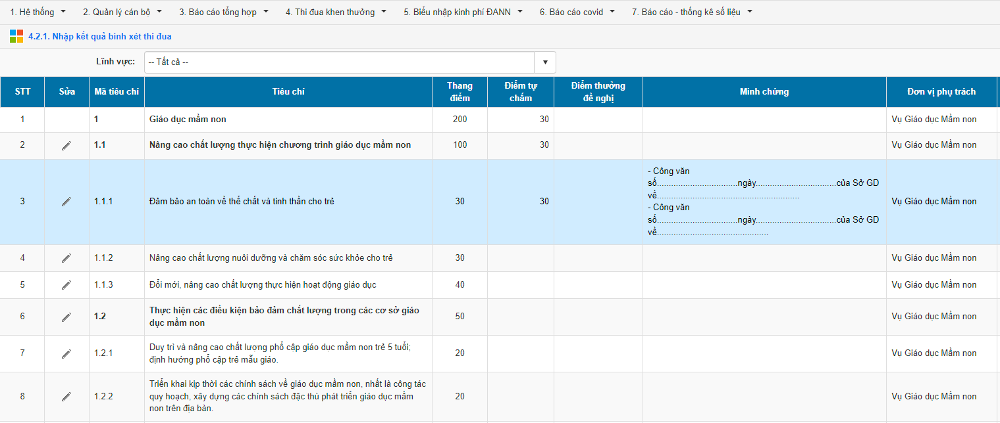 1. Hệ thống 2. Quản lý cán bộ 3. Báo cáo tổng hợp 4. Thi đua khen thưởng 5. Biểu nhập kinh phí ĐANN 6. Báo cáo covid 7. Báo cáo - thống kê số liệu
4.2.1. Nhập kết quả bình xét thi đua
Lĩnh vực: -- Tất cả --
STT Sửa Mã tiêu chí Tiêu chí Thang điểm Điểm tự chấm Điểm thưởng đề nghị Minh chứng Đơn vị phụ trách
1 1 Giáo dục mầm non 200 30 Vụ Giáo dục Mầm non
2 1.1 Nâng cao chất lượng thực hiện chương trình giáo dục mầm non 100 30 Vụ Giáo dục Mầm non
3 1.1.1 Đảm bảo an toàn về thể chất và tinh thần cho trẻ 30 30
- Công văn
số..................................ngày..................................của Sở GD
về............................................................
- Công văn
số..................................ngày..................................của Sở GD
về...............................................
Vụ Giáo dục Mầm non
4 1.1.2 Nâng cao chất lượng nuôi dưỡng và chăm sóc sức khỏe cho trẻ 30 Vụ Giáo dục Mầm non
5 1.1.3 Đổi mới, nâng cao chất lượng thực hiện hoạt động giáo dục 40 Vụ Giáo dục Mầm non
6 1.2 Thực hiện các điều kiện bảo đảm chất lượng trong các cơ sở giáo
dục mầm non 50 Vụ Giáo dục Mầm non
7 1.2.1 Duy trì và nâng cao chất lượng phổ cập giáo dục mầm non trẻ 5 tuổi;
định hướng phổ cập trẻ mẫu giáo. 20 Vụ Giáo dục Mầm non
8 1.2.2 Triển khai kịp thời các chính sách về giáo dục mầm non, nhất là công tác
quy hoạch, xây dựng các chính sách đặc thù phát triển giáo dục mầm
non trên địa bàn. 20 Vụ Giáo dục Mầm non